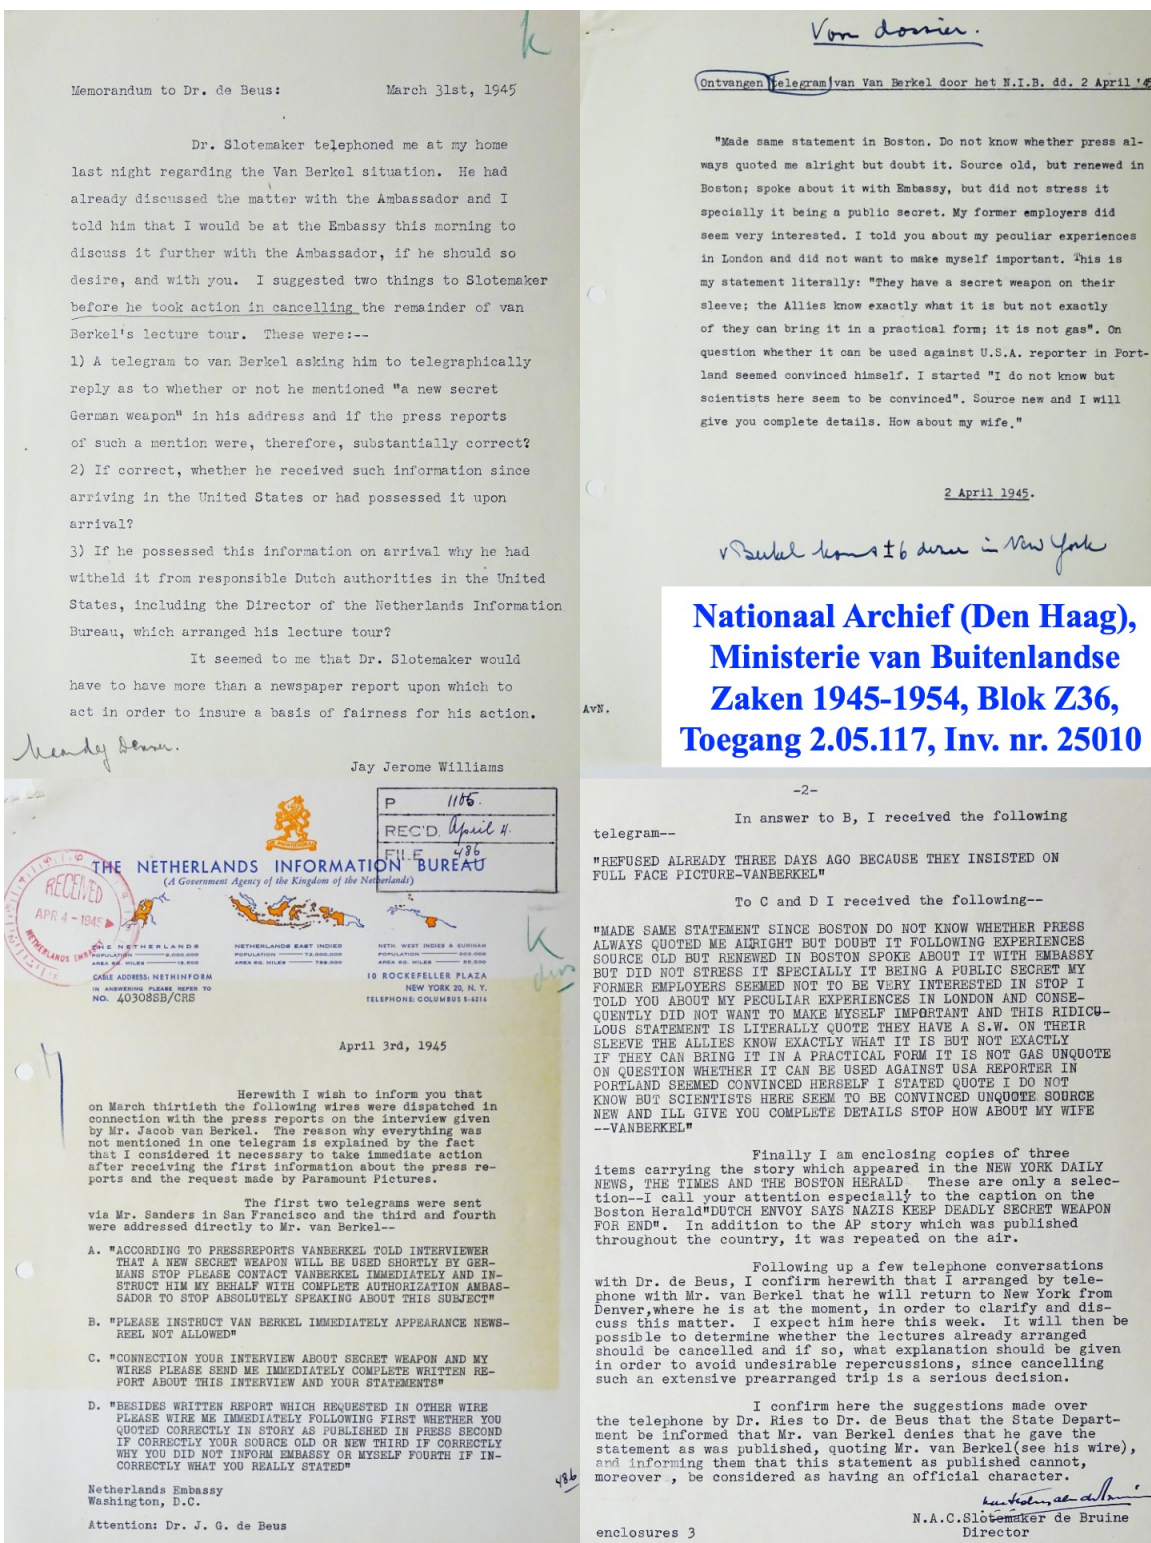 k
Memorandum to Dr. de Beus: March 31st, 1945
Dr. Slotemaker telephoned me at my home
last night regarding the Van Berkel situation. He had
already discussed the matter with the Ambassador and I
told him that I would be at the Embassy this morning to
discuss it further with the Ambassador, if he should so
desire, and with you. I suggested two things to Slotemaker
before he took action in cancelling the remainder of van
Berkel's lecture tour. These were:--
1) A telegram to van Berkel asking him to telegraphically
reply as to whether or not he mentioned "a new secret
German weapon" in his address and if the press reports
of such a mention were, therefore, substantially correct?
2) If correct, whether he received such information since
arriving in the United States or had possessed it upon
arrival?
3) If he possessed this information on arrival why he had
witheld it from responsible Dutch authorities in the United
States, including the Director of the Netherlands Information
Bureau, which arranged his lecture tour?
It seemed to me that Dr. Slotemaker would
have to have more than a newspaper report upon which to
act in order to insure a basis of fairness for his action.
Jay Jerome Williams
Von dossier.
Ontvangen telegram van Van Berkel door het N.I.B. dd. 2 April '45
"Made same statement in Boston. Do not know whether press al-
ways quoted me alright but doubt it. Source old, but renewed in
Boston; spoke about it with Embassy, but did not stress it
specially it being a public secret. My former employers did
seem very interested. I told you about my peculiar experiences
in London and did not want to make myself important. This is
my statement literally: "They have a secret weapon on their
sleeve; the Allies know exactly what it is but not exactly
of they can bring it in a practical form; it is not gas". On
question whether it can be used against U.S.A. reporter in Port-
land seemed convinced himself. I started "I do not know but
scientists here seem to be convinced". Source new and I will
give you complete details. How about my wife."
2 April 1945.
v Berkel komt ± 6 dezer in New York
AvN.
Nationaal Archief (Den Haag),
Ministerie van Buitenlandse
Zaken 1945-1954, Blok Z36,
Toegang 2.05.117, Inv. nr. 25010
P 1105.
REC'D. April 4.
FILE 486
THE NETHERLANDS INFORMATION BUREAU
(A Government Agency of the Kingdom of the Netherlands)
RECEIVED
APR 4-1945
NETHERLANDS EMBASSY
THE NETHERLANDS
POPULATION 9,000,000
AREA SQ. MILES 13,500
NETHERLANDS EAST INDIES
POPULATION 72,000,000
AREA SQ. MILES 735,000
NETH. WEST INDIES & SURINAM
POPULATION
AREA SQ. MILES
CABLE ADDRESS: NETHINFORM
IN ANSWERING PLEASE REFER TO
NO. 40308SB/CRS
10 ROCKEFELLER PLAZA
NEW YORK 20, N. Y.
TELEPHONE: COLUMBUS 5-6216
k
April 3rd, 1945
Herewith I wish to inform you that
on March thirtieth the following wires were dispatched in
connection with the press reports on the interview given
by Mr. Jacob van Berkel. The reason why everything was
not mentioned in one telegram is explained by the fact
that I considered it necessary to take immediate action
after receiving the first information about the press re-
ports and the request made by Paramount Pictures.
The first two telegrams were sent
via Mr. Sanders in San Francisco and the third and fourth
were addressed directly to Mr. van Berkel--
A. "ACCORDING TO PRESSREPORTS VANBERKEL TOLD INTERVIEWER
THAT A NEW SECRET WEAPON WILL BE USED SHORTLY BY GER-
MANS STOP PLEASE CONTACT VANBERKEL IMMEDIATELY AND IN-
STRUCT HIM MY BEHALF WITH COMPLETE AUTHORIZATION AMBAS-
SADOR TO STOP ABSOLUTELY SPEAKING ABOUT THIS SUBJECT"
B. "PLEASE INSTRUCT VAN BERKEL IMMEDIATELY APPEARANCE NEWS-
REEL NOT ALLOWED"
C. "CONNECTION YOUR INTERVIEW ABOUT SECRET WEAPON AND MY
WIRES PLEASE SEND ME IMMEDIATELY COMPLETE WRITTEN RE-
PORT ABOUT THIS INTERVIEW AND YOUR STATEMENTS"
D. "BESIDES WRITTEN REPORT WHICH REQUESTED IN OTHER WIRE
PLEASE WIRE ME IMMEDIATELY FOLLOWING FIRST WHETHER YOU
QUOTED CORRECTLY IN STORY AS PUBLISHED IN PRESS SECOND
IF CORRECTLY YOUR SOURCE OLD OR NEW THIRD IF CORRECTLY
WHY YOU DID NOT INFORM EMBASSY OR MYSELF FOURTH IF IN-
CORRECTLY WHAT YOU REALLY STATED"
486
Netherlands Embassy
Washington, D.C.
Attention: Dr. J. G. de Beus
-2-
In answer to B, I received the following
telegram--
"REFUSED ALREADY THREE DAYS AGO BECAUSE THEY INSISTED ON
FULL FACE PICTURE-VANBERKEL"
To C and D I received the following--
"MADE SAME STATEMENT SINCE BOSTON DO NOT KNOW WHETHER PRESS
ALWAYS QUOTED ME ALRIGHT BUT DOUBT IT FOLLOWING EXPERIENCES
SOURCE OLD BUT RENEWED IN BOSTON SPOKE ABOUT IT WITH EMBASSY
BUT DID NOT STRESS IT SPECIALLY IT BEING A PUBLIC SECRET MY
FORMER EMPLOYERS SEEMED NOT TO BE VERY INTERESTED IN STOP I
TOLD YOU ABOUT MY PECULIAR EXPERIENCES IN LONDON AND CONSE-
QUENTLY DID NOT WANT TO MAKE MYSELF IMPORTANT AND THIS RIDICU-
LOUS STATEMENT IS LITERALLY QUOTE THEY HAVE A S.W. ON THEIR
SLEEVE THE ALLIES KNOW EXACTLY WHAT IT IS BUT NOT EXACTLY
IF THEY CAN BRING IT IN A PRACTICAL FORM IT IS NOT GAS UNQUOTE
ON QUESTION WHETHER IT CAN BE USED AGAINST USA REPORTER IN
PORTLAND SEEMED CONVINCED HERSELF I STATED QUOTE I DO NOT
KNOW BUT SCIENTISTS HERE SEEM TO BE CONVINCED UNQUOTE SOURCE
NEW AND ILL GIVE YOU COMPLETE DETAILS STOP HOW ABOUT MY WIFE
--VANBERKEL"
Finally I am enclosing copies of three
items carrying the story which appeared in the NEW YORK DAILY
NEWS, THE TIMES AND THE BOSTON HERALD These are only a selec-
tion--I call your attention especially to the caption on the
Boston Herald"DUTCH ENVOY SAYS NAZIS KEEP DEADLY SECRET WEAPON
FOR END". In addition to the AP story which was published
throughout the country, it was repeated on the air.
Following up a few telephone conversations
with Dr. de Beus, I confirm herewith that I arranged by tele-
phone with Mr. van Berkel that he will return to New York from
Denver,where he is at the moment, in order to clarify and dis-
cuss this matter. I expect him here this week. It will then be
possible to determine whether the lectures already arranged
should be cancelled and if so, what explanation should be given
in order to avoid undesirable repercussions, since cancelling
such an extensive prearranged trip is a serious decision.
I confirm here the suggestions made over
the telephone by Dr. Ries to Dr. de Beus that the State Depart-
ment be informed that Mr. van Berkel denies that he gave the
statement as was published, quoting Mr. van Berkel(see his wire),
and informing them that this statement as published cannot,
moreover , be considered as having an official character.
N.A.C.Slotemaker de Bruine
Director
enclosures 3